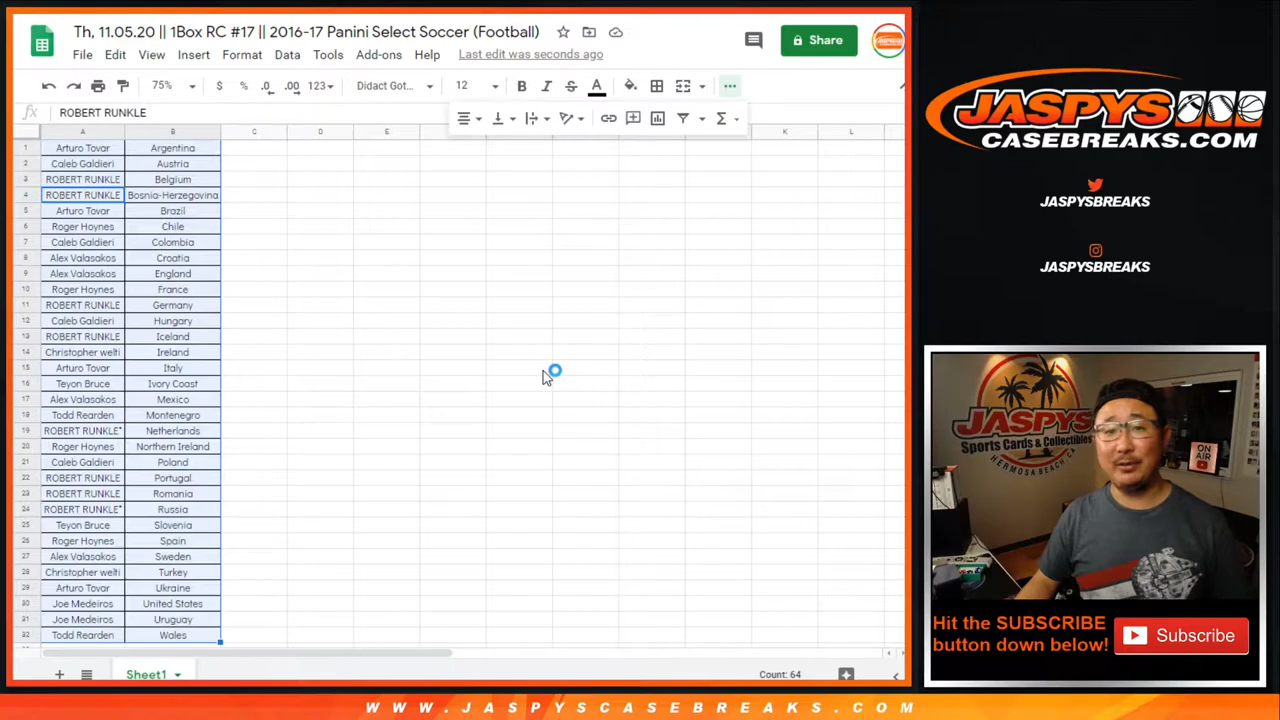 Th, 11.05.20 || 1Box RC #17 || 2016-17 Panini Select Soccer (Football)
File Edit View Insert Format Data Tools Add-ons Help Last edit was seconds ago
Share
75% $ % .0 .00 123 Didact Got... 12 B I S A
fx ROBERT RUNKLE
A B C D E K L
1 Arturo Tovar Argentina
2 Caleb Galdieri Austria
3 ROBERT RUNKLE Belgium
4 ROBERT RUNKLE Bosnia-Herzegovina
5 Arturo Tovar Brazil
6 Roger Hoynes Chile
7 Caleb Galdieri Colombia
8 Alex Valasakos Croatia
9 Alex Valasakos England
10 Roger Hoynes France
11 ROBERT RUNKLE Germany
12 Caleb Galdieri Hungary
13 ROBERT RUNKLE Iceland
14 Christopher welti Ireland
15 Arturo Tovar Italy
16 Teyon Bruce Ivory Coast
17 Alex Valasakos Mexico
18 Todd Rearden Montenegro
19 ROBERT RUNKLE* Netherlands
20 Roger Hoynes Northern Ireland
21 Caleb Galdieri Poland
22 ROBERT RUNKLE Portugal
23 ROBERT RUNKLE Romania
24 ROBERT RUNKLE* Russia
25 Teyon Bruce Slovenia
26 Roger Hoynes Spain
27 Alex Valasakos Sweden
28 Christopher welti Turkey
29 Arturo Tovar Ukraine
30 Joe Medeiros United States
31 Joe Medeiros Uruguay
32 Todd Rearden Wales
Sheet1 Count: 64
JASPYS
CASEBREAKS.COM
JASPYSBREAKS
JASPYSBREAKS
JASPYS
Sports Cards & Collectibles
HERMOSA BEACH CA
ON
AIR
Hit the SUBSCRIBE
button down below!
Subscribe
WWW.JASPYSCASEBREAKS.COM